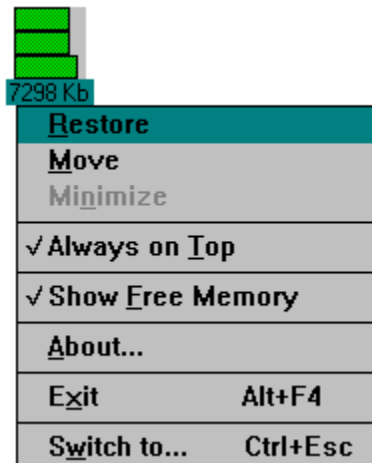 7298 Kb
Restore
Move
Minimize
√ Always on Top
√ Show Free Memory
About...
Exit Alt+F4
Switch to... Ctrl+Esc